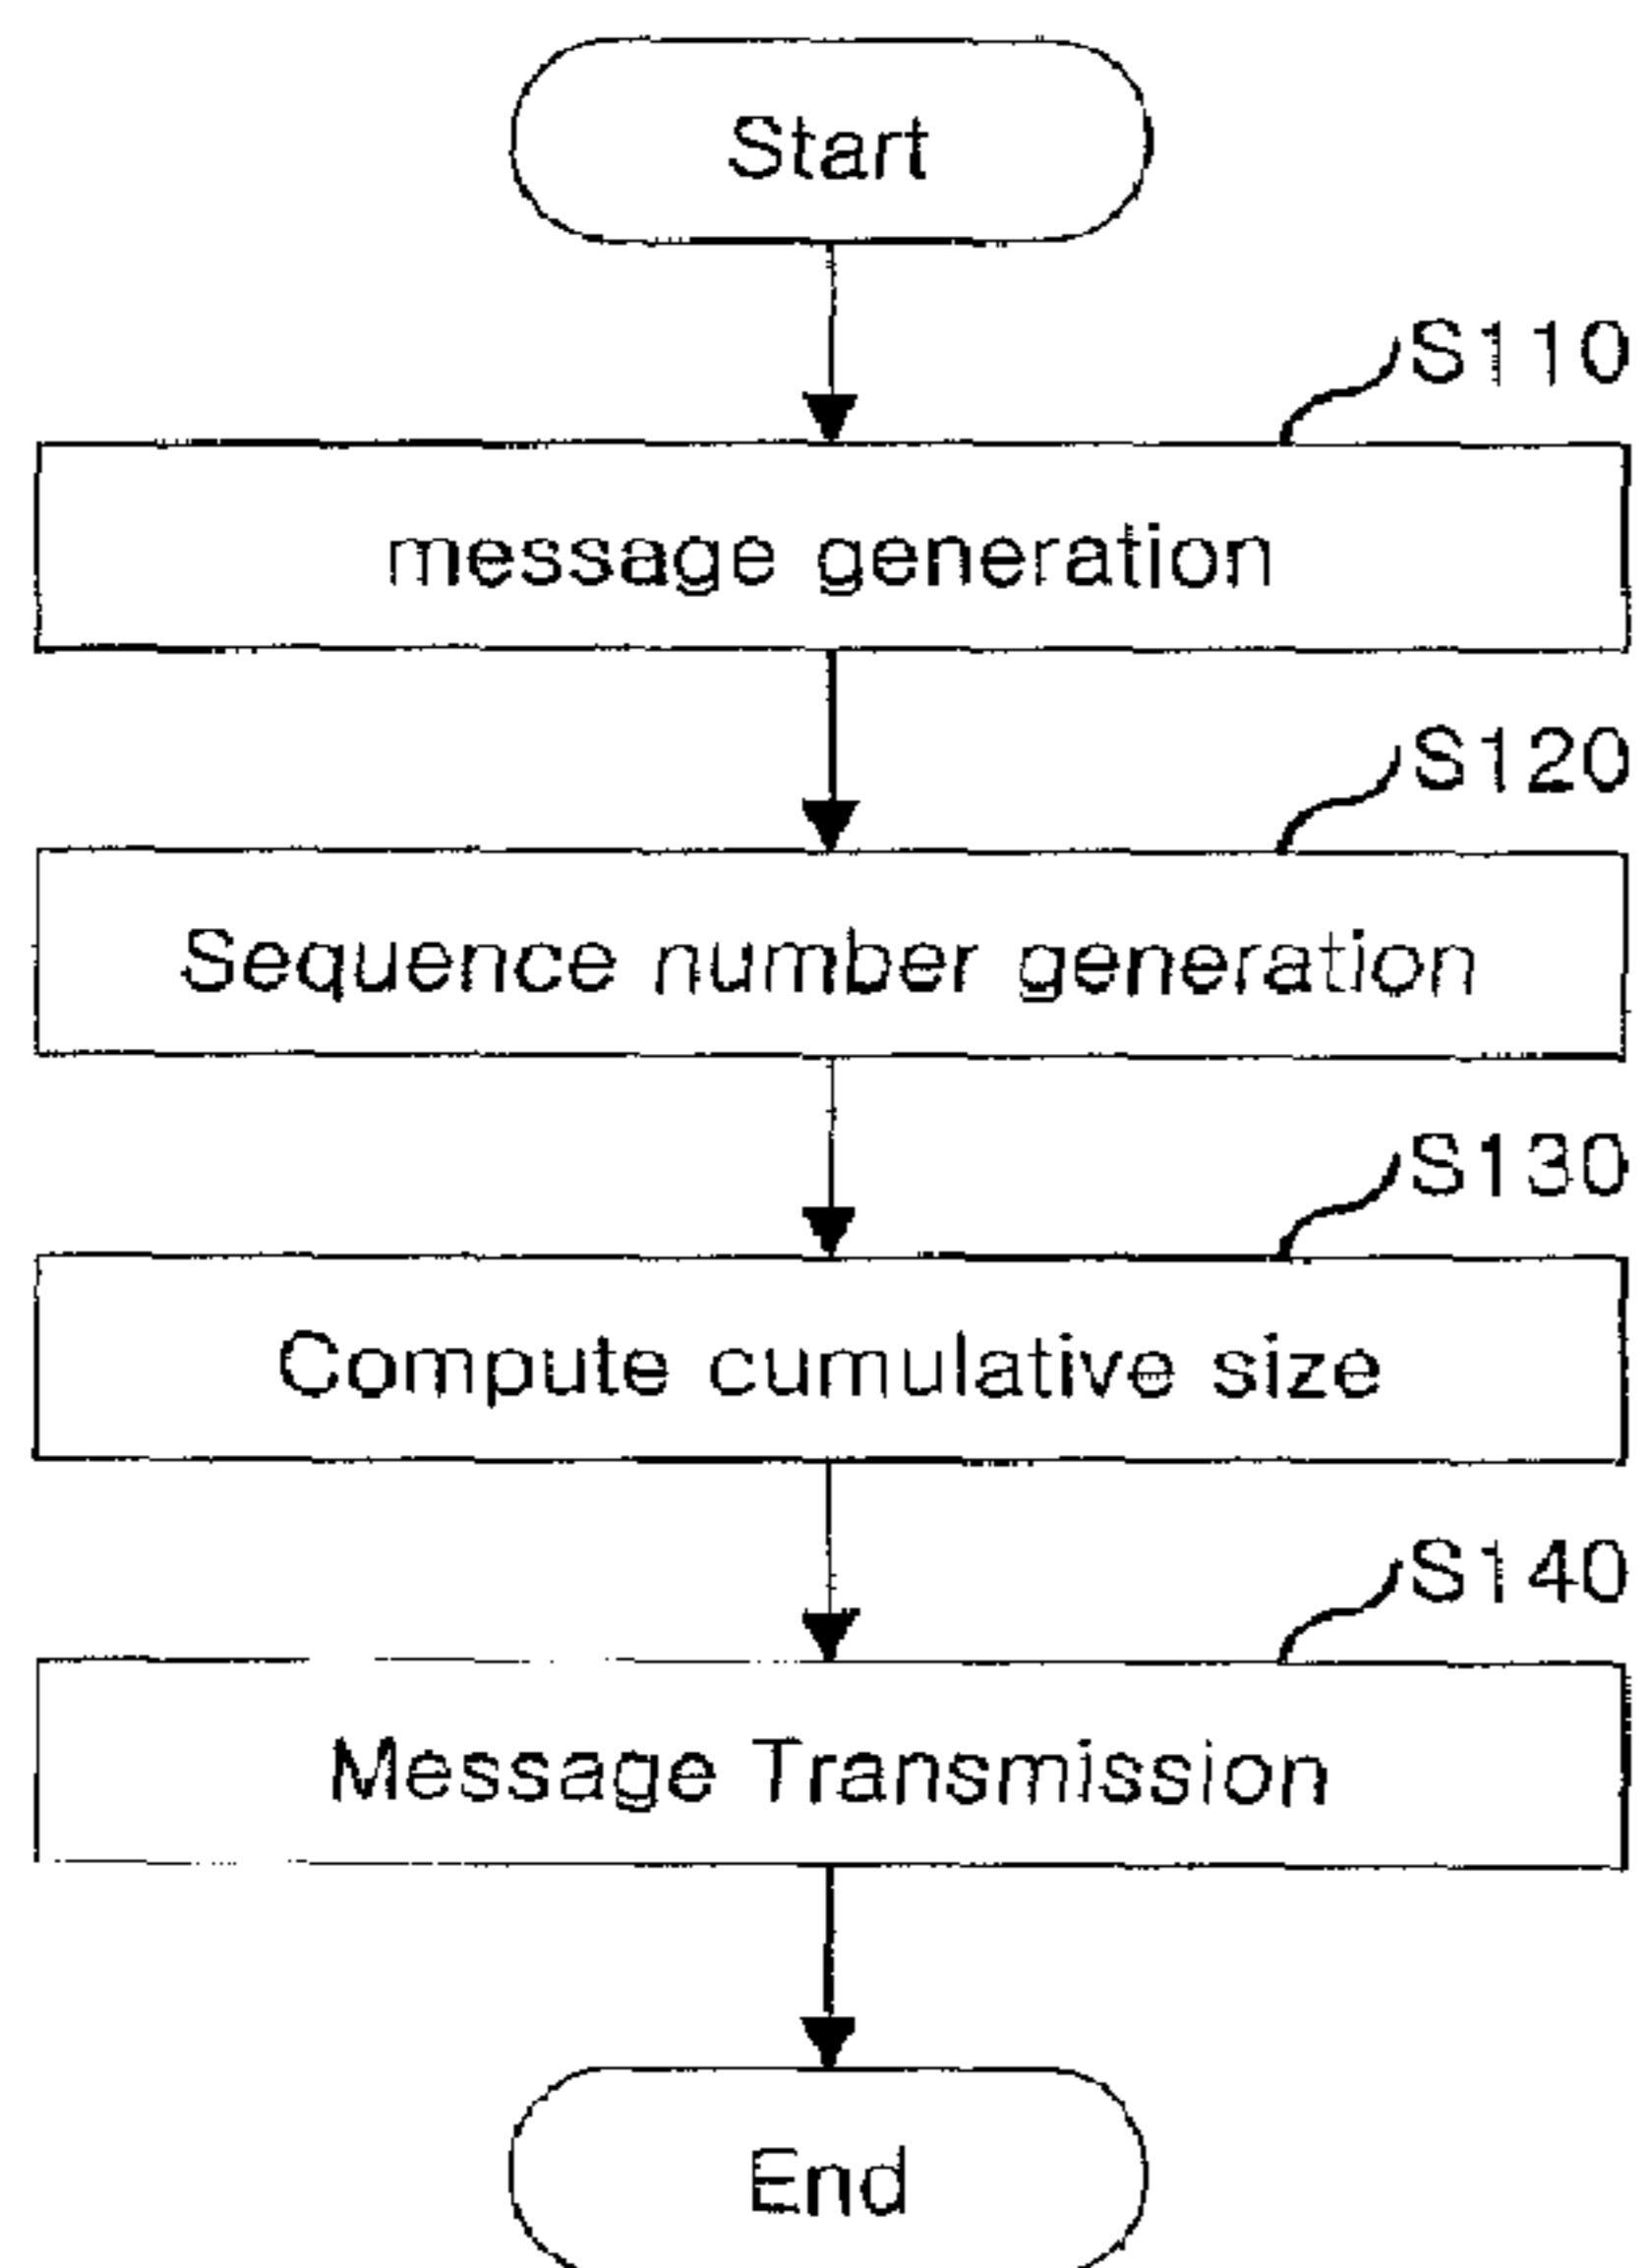 Start
S110
message generation
S120
Sequence number generation
S130
Compute cumulative size
S140
Message Transmission
End